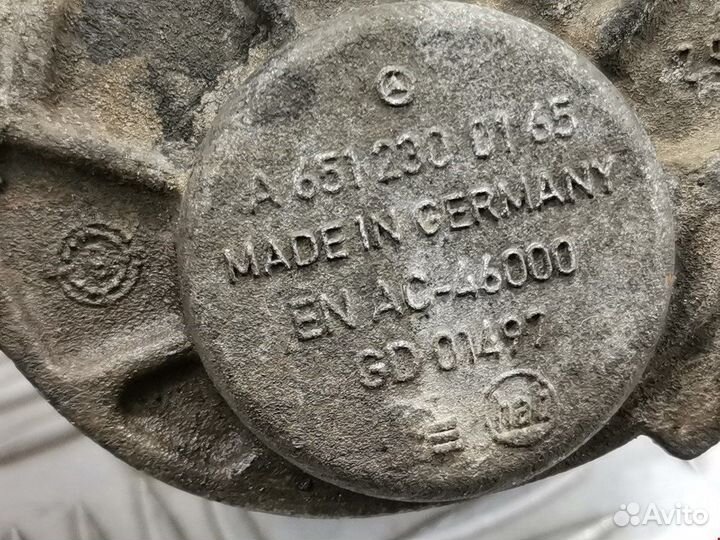 A 651 230 01 65
MADE IN GERMANY
EN AC-46000
GD 01497
Avito